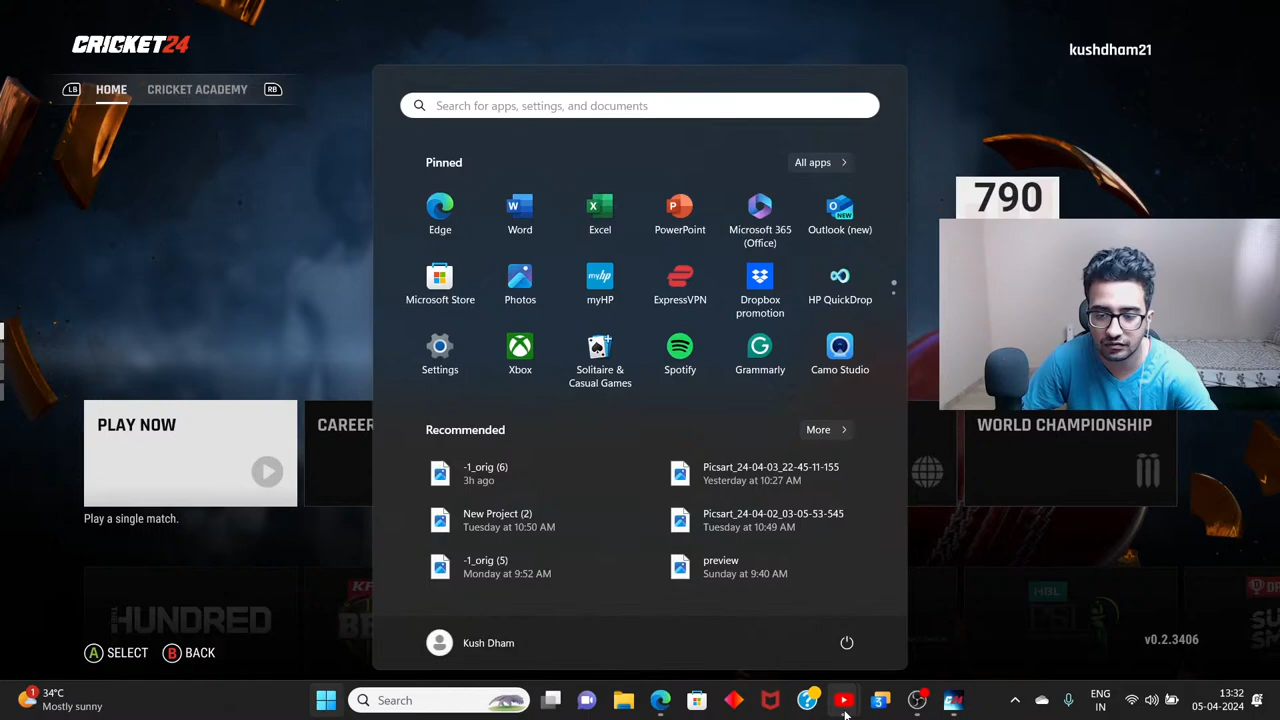 CRICKET24
kushdham21
LB HOME CRICKET ACADEMY RB
Search for apps, settings, and documents
Pinned
All apps
790
Edge
Word
Excel
PowerPoint
Microsoft 365
(Office)
Outlook (new)
Microsoft Store
Photos
myHP
ExpressVPN
Dropbox
promotion
HP QuickDrop
Settings
Xbox
Solitaire &
Casual Games
Spotify
Grammarly
Camo Studio
PLAY NOW
CAREER
WORLD CHAMPIONSHIP
Play a single match.
Recommended
More
-1_orig (6)
3h ago
Picsart_24-04-03_22-45-11-155
Yesterday at 10:27 AM
New Project (2)
Tuesday at 10:50 AM
Picsart_24-04-02_03-05-53-545
Tuesday at 10:49 AM
-1_orig (5)
Monday at 9:52 AM
preview
Sunday at 9:40 AM
THE
HUNDRED
HBL
A SELECT B BACK
Kush Dham
v0.2.3406
1
34°C
Mostly sunny
Search
3
ENG
IN
13:32
05-04-2024